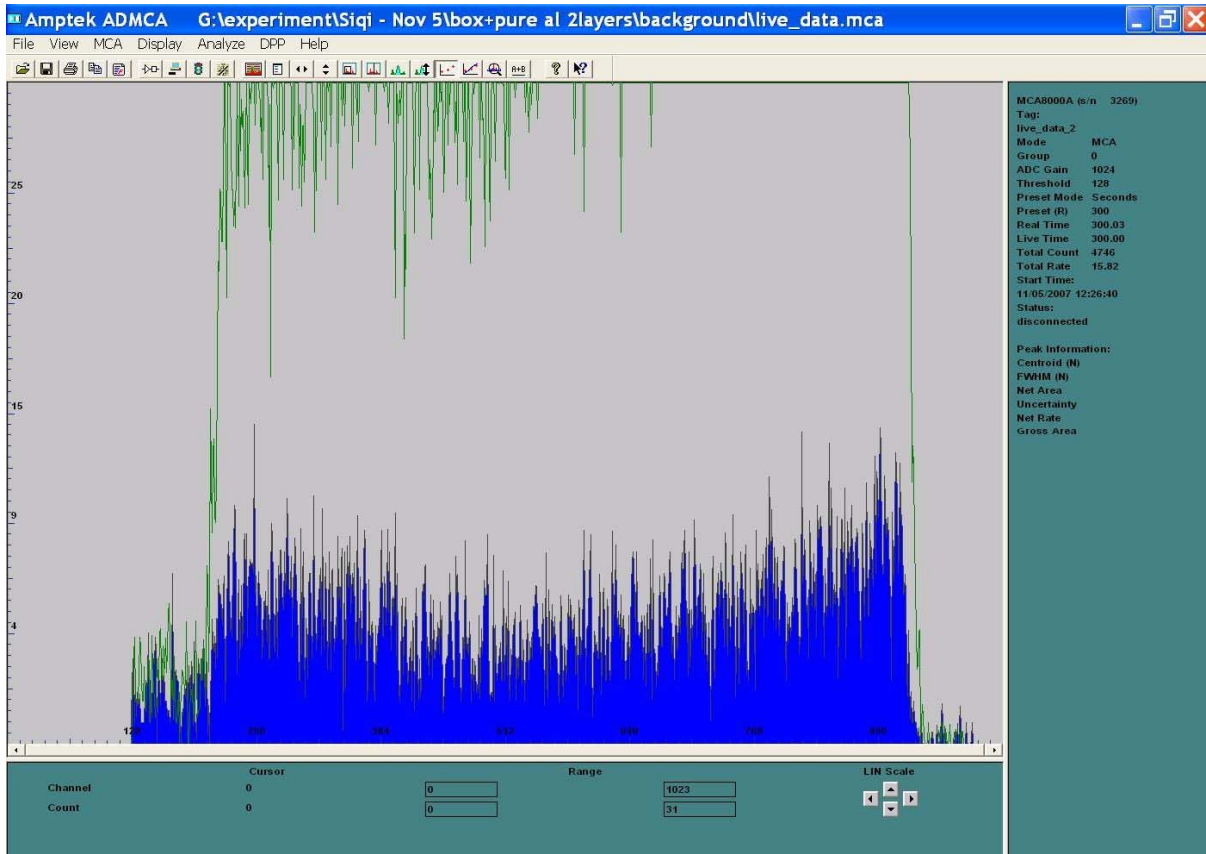 Amptek ADMCA G:\experiment\Siqi - Nov 5\box+pure al 2layers\background\live_data.mca
File View MCA Display Analyze DPP Help
A+B
25
20
15
9
4
128
512
768
MCA8000A (s/n 3269)
Tag:
live_data_2
Mode MCA
Group 0
ADC Gain 1024
Threshold 128
Preset Mode Seconds
Preset (R) 300
Real Time 300.03
Live Time 300.00
Total Count 4746
Total Rate 15.82
Start Time:
11/05/2007 12:26:40
Status:
disconnected
Peak Information:
Centroid (N)
FWHM (N)
Net Area
Uncertainty
Net Rate
Gross Area
Cursor Range LIN Scale
Channel 0 0 1023
Count 0 0 31